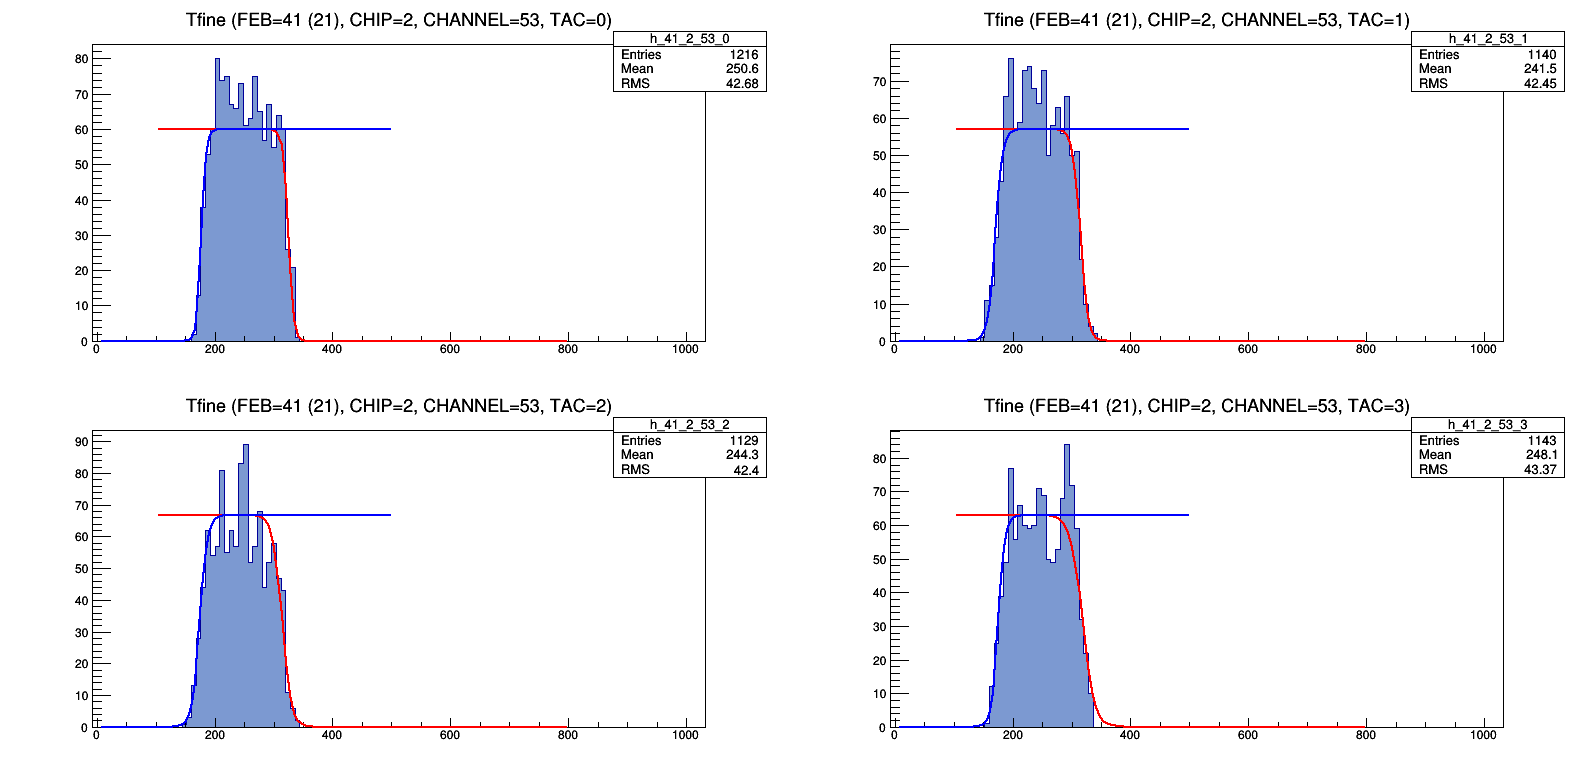 Tfine (FEB=41 (21), CHIP=2, CHANNEL=53, TAC=0)
h_41_2_53_0
Entries 1216
Mean 250.6
RMS 42.68
80
70
60
50
40
30
20
10
0
0 200 400 600 800 1000
Tfine (FEB=41 (21), CHIP=2, CHANNEL=53, TAC=1)
h_41_2_53_1
Entries 1140
Mean 241.5
RMS 42.45
70
60
50
40
30
20
10
0
0 200 400 600 800 1000
Tfine (FEB=41 (21), CHIP=2, CHANNEL=53, TAC=2)
h_41_2_53_2
Entries 1129
Mean 244.3
RMS 42.4
90
80
70
60
50
40
30
20
10
0
0 200 400 600 800 1000
Tfine (FEB=41 (21), CHIP=2, CHANNEL=53, TAC=3)
h_41_2_53_3
Entries 1143
Mean 248.1
RMS 43.37
80
70
60
50
40
30
20
10
0
0 200 400 600 800 1000